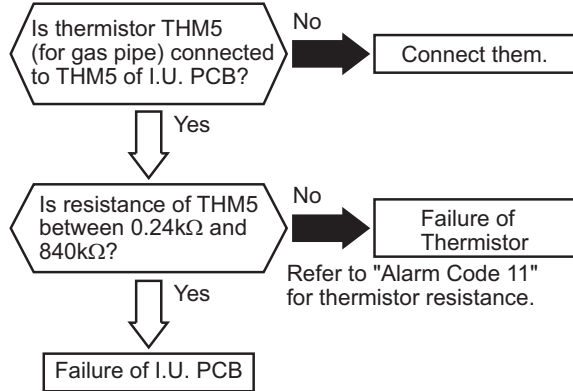 Is thermistor THM5
(for gas pipe) connected
to THM5 of I.U. PCB?
No
Connect them.
Yes
Is resistance of THM5
between 0.24kΩ and
840kΩ?
No
Failure of
Thermistor
Refer to "Alarm Code 11"
for thermistor resistance.
Yes
Failure of I.U. PCB